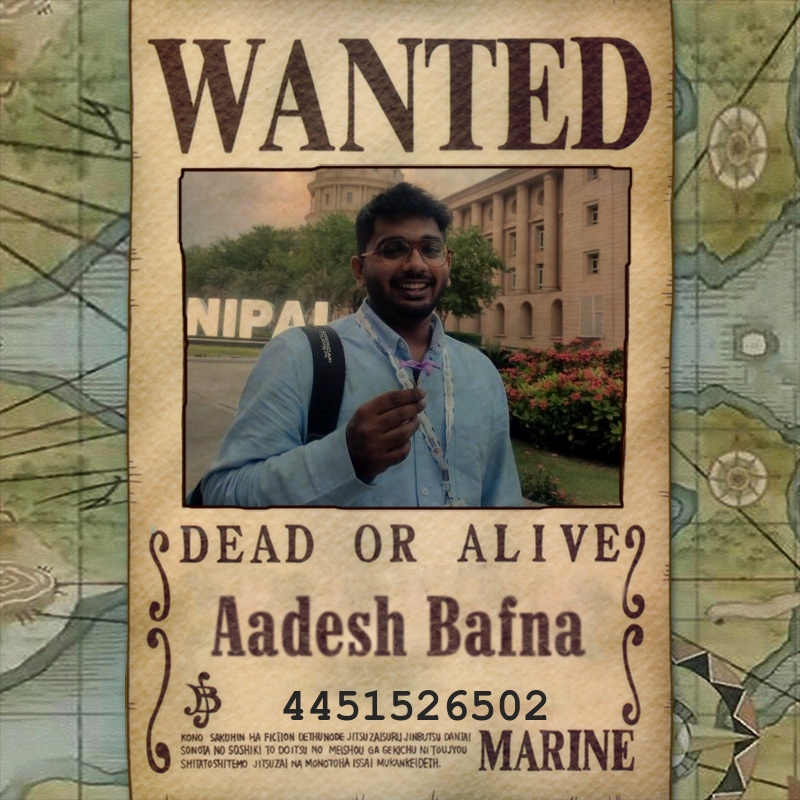 WANTED
NIPAL
DEAD OR ALIVE
Aadesh Bafna
4451526502
KONO SAKUHIN HA FICTION DETHUNODE JITSUZAISURU JINBUTSU DANTAI
SONOTA NO SOSHIKI TO DOITSU NO MEISHOU GA GEKICHU NI TOUJYOU
SHITATOSHITEMO JITSUZAI NA MONOTOHA ISSAI MUKANKEIDETH.
MARINE